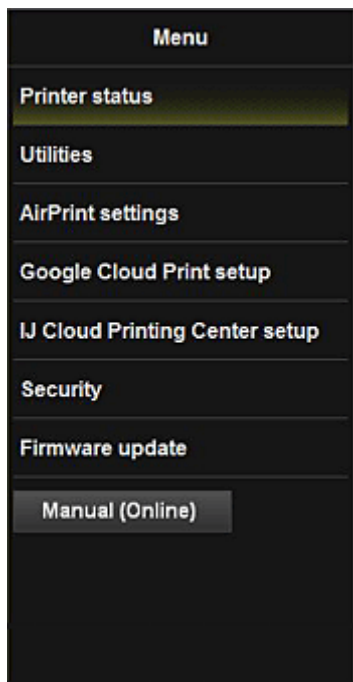 Menu
Printer status
Utilities
AirPrint settings
Google Cloud Print setup
IJ Cloud Printing Center setup
Security
Firmware update
Manual (Online)